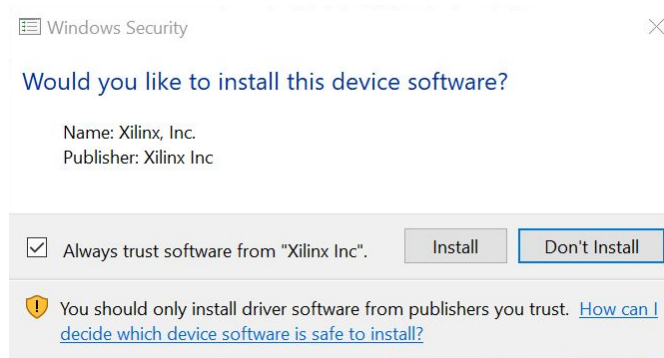 Windows Security
Would you like to install this device software?
Name: Xilinx, Inc.
Publisher: Xilinx Inc
Always trust software from "Xilinx Inc".
Install
Don't Install
You should only install driver software from publishers you trust. How can I
decide which device software is safe to install?